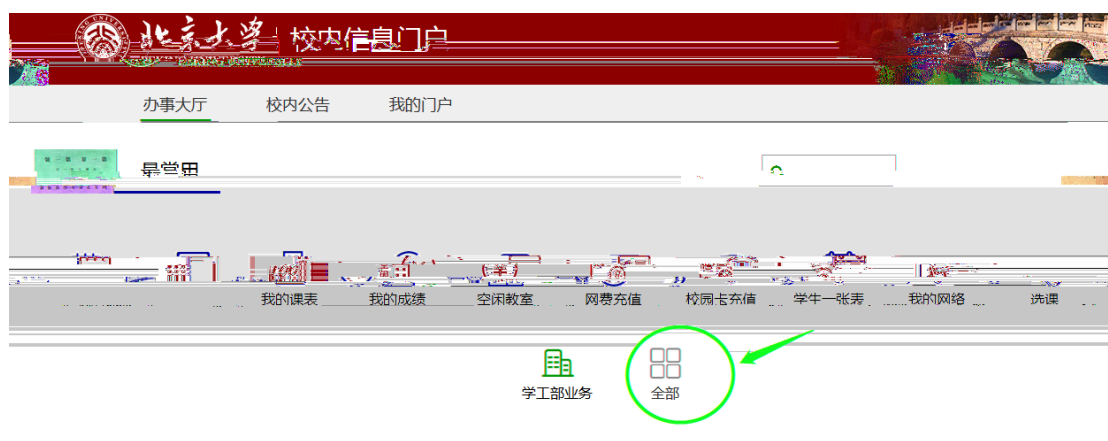 北京大学 校内信息门户
办事大厅 校内公告 我的门户
最常用
我的课表 我的成绩 空闲教室 网费充值 校园卡充值 学生一张表 我的网络 选课
学工部业务 全部